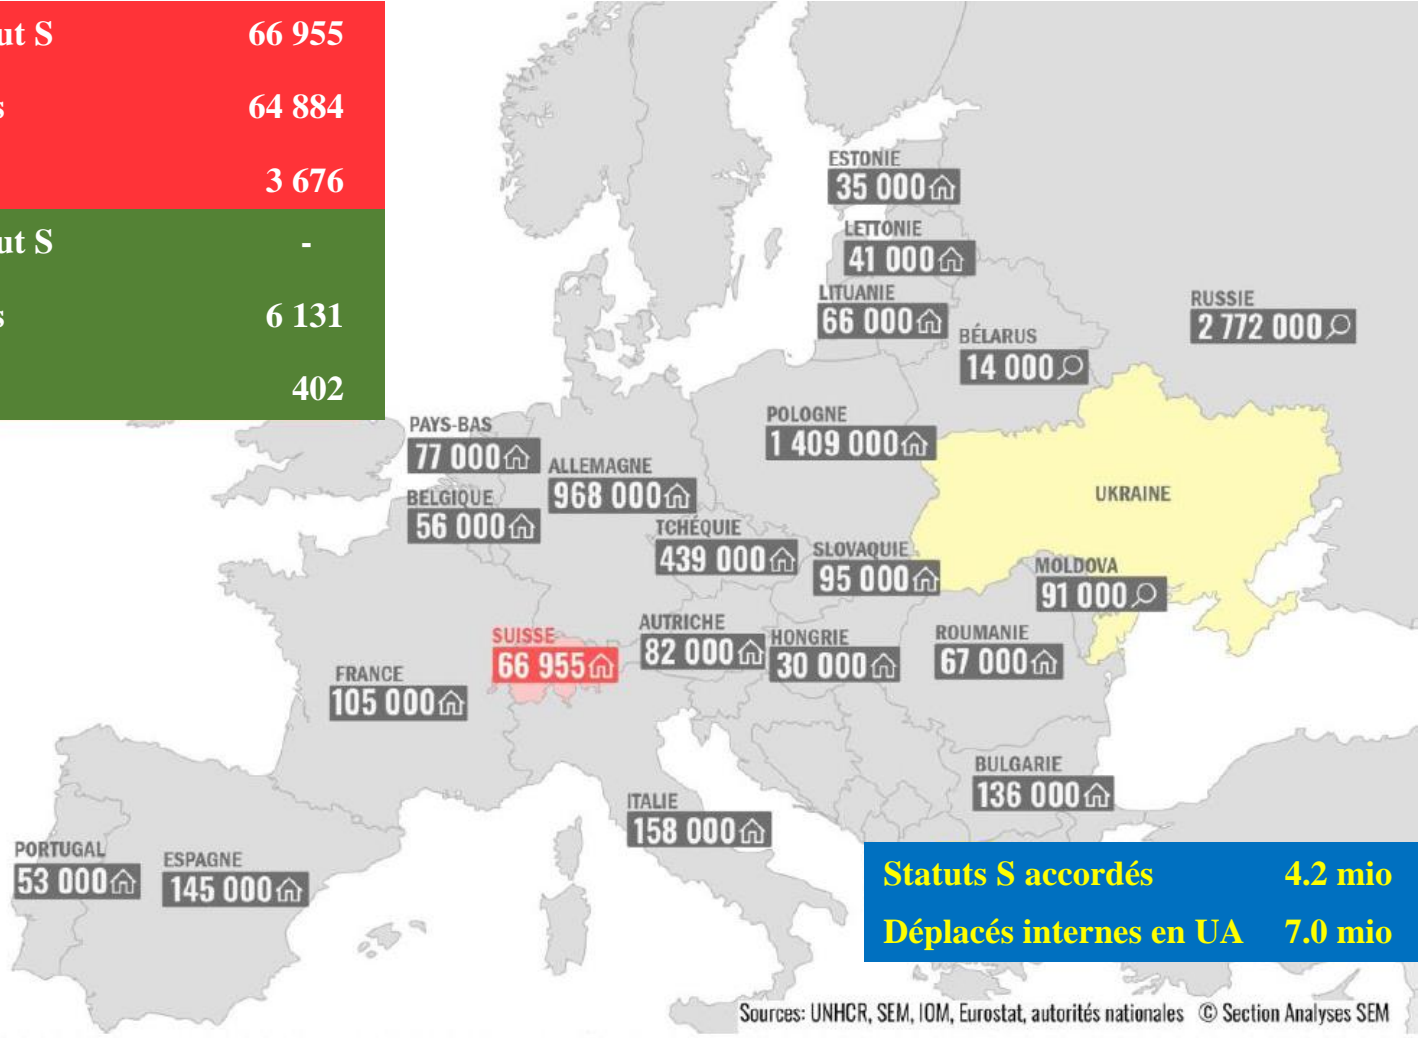 ut S 66 955
s 64 884
3 676
ut S -
s 6 131
402
ESTONIE
35 000
LETTONIE
41 000
LITUANIE
66 000
RUSSIE
2 772 000
BÉLARUS
14 000
POLOGNE
1 409 000
PAYS-BAS
77 000
ALLEMAGNE
968 000
BELGIQUE
56 000
UKRAINE
TCHÉQUIE
439 000
SLOVAQUIE
95 000
MOLDOVA
91 000
SUISSE
66 955
AUTRICHE
82 000
HONGRIE
30 000
ROUMANIE
67 000
FRANCE
105 000
BULGARIE
136 000
ITALIE
158 000
PORTUGAL
53 000
ESPAGNE
145 000
Statuts S accordés 4.2 mio
Déplacés internes en UA 7.0 mio
Sources: UNHCR, SEM, IOM, Eurostat, autorités nationales © Section Analyses SEM